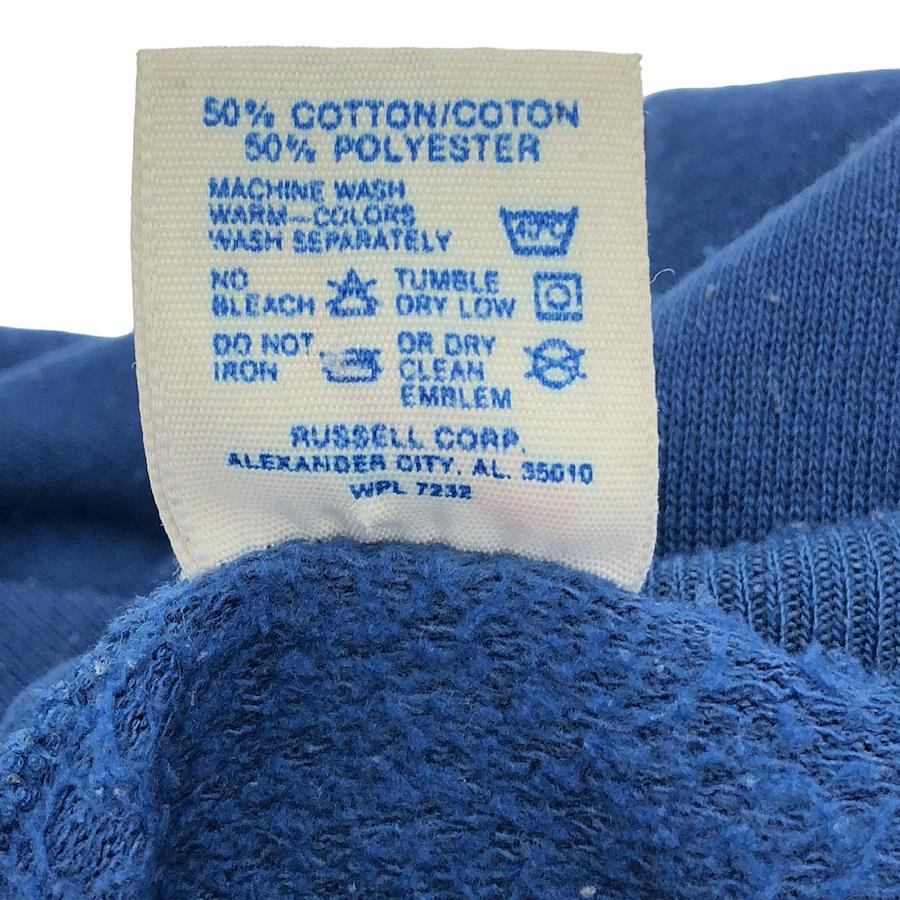 50% COTTON/COTON
50% POLYESTER
MACHINE WASH
WARM—COLORS
WASH SEPARATELY
40°C
NO
BLEACH
TUMBLE
DRY LOW
DO NOT
IRON
OR DRY
CLEAN
EMBLEM
RUSSELL CORP.
ALEXANDER CITY, AL. 35010
WPL 7232